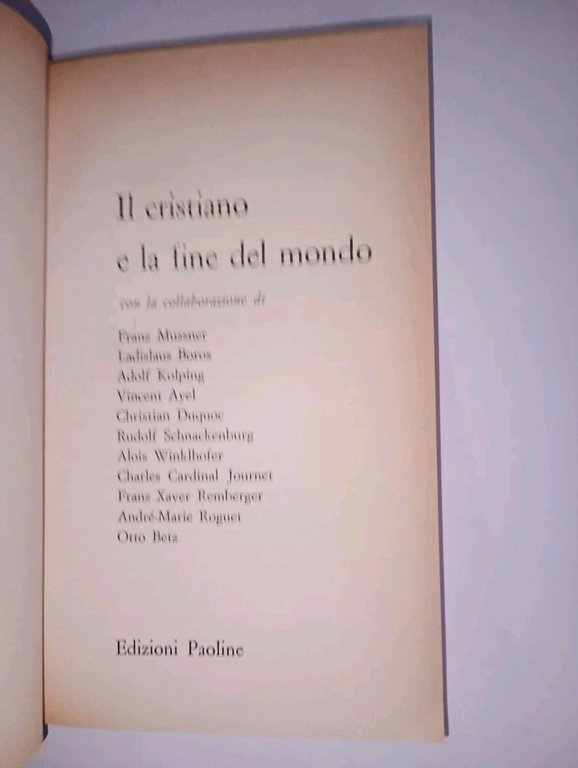 Il cristiano
e la fine del mondo
con la collaborazione di
Franz Mussner
Ladislaus Boros
Adolf Kolping
Vincent Ayel
Christian Duquoc
Rudolf Schnackenburg
Alois Winklhofer
Charles Cardinal Journet
Franz Xaver Remberger
André-Marie Roguet
Otto Betz
Edizioni Paoline